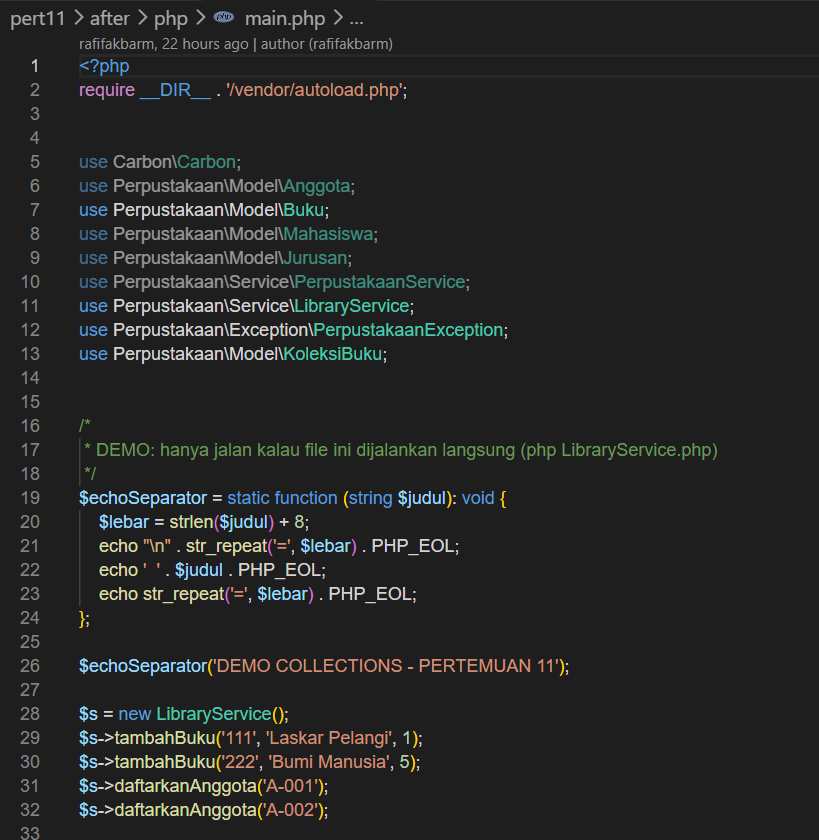 pert11 > after > php > php main.php > ...
rafifakbarm, 22 hours ago | author (rafifakbarm)
1 <?php
2 require __DIR__ . '/vendor/autoload.php';
3
4
5 use Carbon\Carbon;
6 use Perpustakaan\Model\Anggota;
7 use Perpustakaan\Model\Buku;
8 use Perpustakaan\Model\Mahasiswa;
9 use Perpustakaan\Model\Jurusan;
10 use Perpustakaan\Service\PerpustakaanService;
11 use Perpustakaan\Service\LibraryService;
12 use Perpustakaan\Exception\PerpustakaanException;
13 use Perpustakaan\Model\KoleksiBuku;
14
15
16 /*
17  * DEMO: hanya jalan kalau file ini dijalankan langsung (php LibraryService.php)
18  */
19 $echoSeparator = static function (string $judul): void {
20     $lebar = strlen($judul) + 8;
21     echo "\n" . str_repeat('=', $lebar) . PHP_EOL;
22     echo '  ' . $judul . PHP_EOL;
23     echo str_repeat('=', $lebar) . PHP_EOL;
24 };
25
26 $echoSeparator('DEMO COLLECTIONS - PERTEMUAN 11');
27
28 $s = new LibraryService();
29 $s->tambahBuku('111', 'Laskar Pelangi', 1);
30 $s->tambahBuku('222', 'Bumi Manusia', 5);
31 $s->daftarkanAnggota('A-001');
32 $s->daftarkanAnggota('A-002');
33